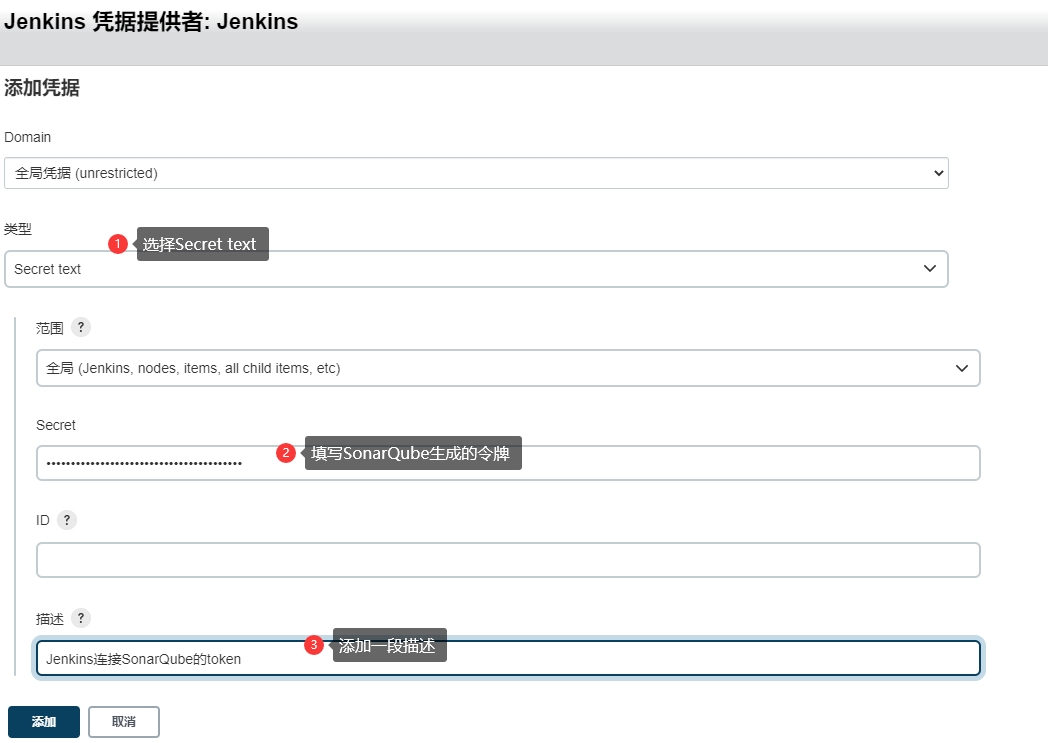 Jenkins 凭据提供者: Jenkins
添加凭据
Domain
全局凭据 (unrestricted)
类型
1 选择Secret text
Secret text
范围 ?
全局 (Jenkins, nodes, items, all child items, etc)
Secret
2 填写SonarQube生成的令牌
••••••••••••••••••••••••••••••••••••••••
ID ?
描述 ?
3 添加一段描述
Jenkins连接SonarQube的token
添加 取消